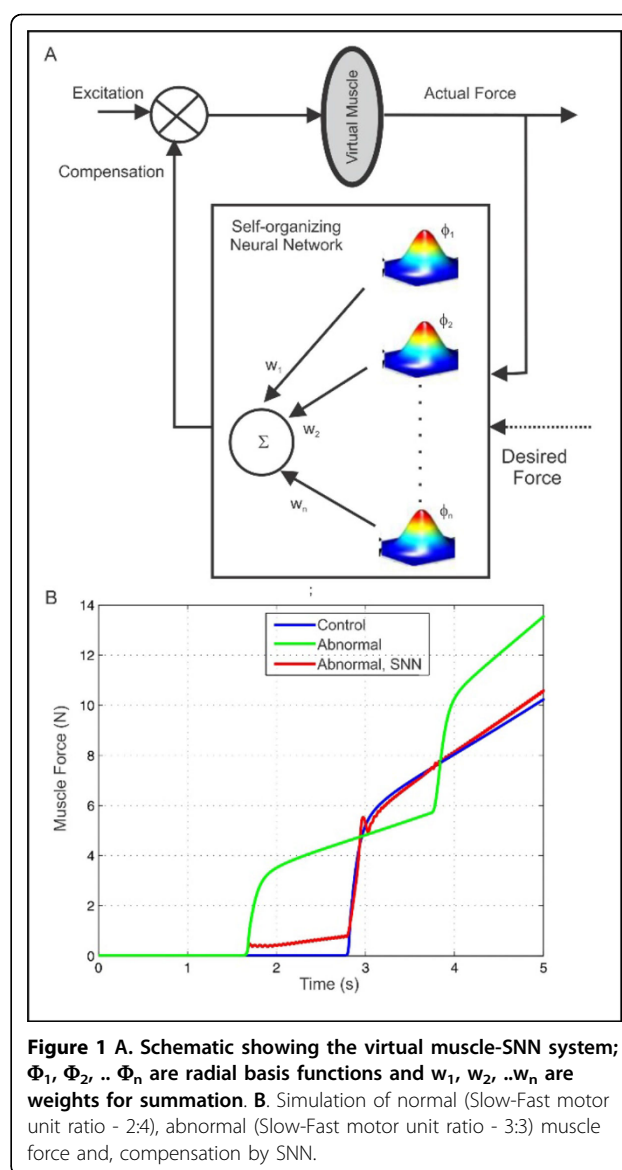 A
Excitation
Actual Force
Virtual Muscle
Compensation
Self-organizing
Neural Network
ϕ1
ϕ2
w1
w2
Σ
wn
ϕn
Desired
Force
;
B
14
12
10
8
6
4
2
0
Muscle Force (N)
Control
Abnormal
Abnormal, SNN
0 1 2 3 4 5
Time (s)
Figure 1 A. Schematic showing the virtual muscle-SNN system;
Φ1, Φ2, .. Φn are radial basis functions and w1, w2, ..wn are
weights for summation. B. Simulation of normal (Slow-Fast motor
unit ratio - 2:4), abnormal (Slow-Fast motor unit ratio - 3:3) muscle
force and, compensation by SNN.